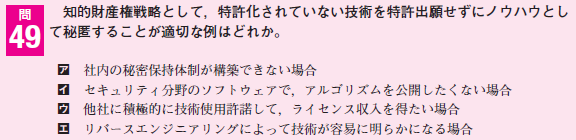 問
49
知的財産権戦略として，特許化されていない技術を特許出願せずにノウハウとし
て秘匿することが適切な例はどれか。
ア 社内の秘密保持体制が構築できない場合
イ セキュリティ分野のソフトウェアで，アルゴリズムを公開したくない場合
ウ 他社に積極的に技術使用許諾して，ライセンス収入を得たい場合
エ リバースエンジニアリングによって技術が容易に明らかになる場合